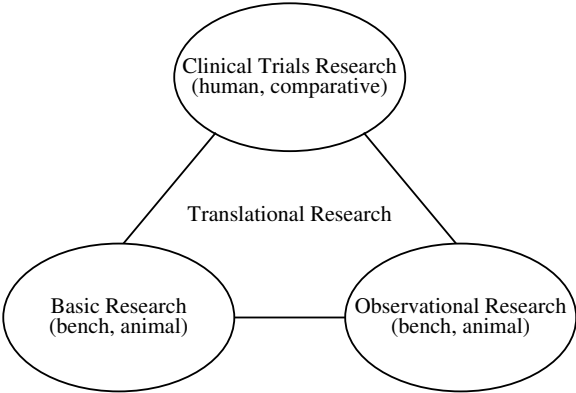 Clinical Trials Research
(human, comparative)
Translational Research
Basic Research
(bench, animal)
Observational Research
(bench, animal)